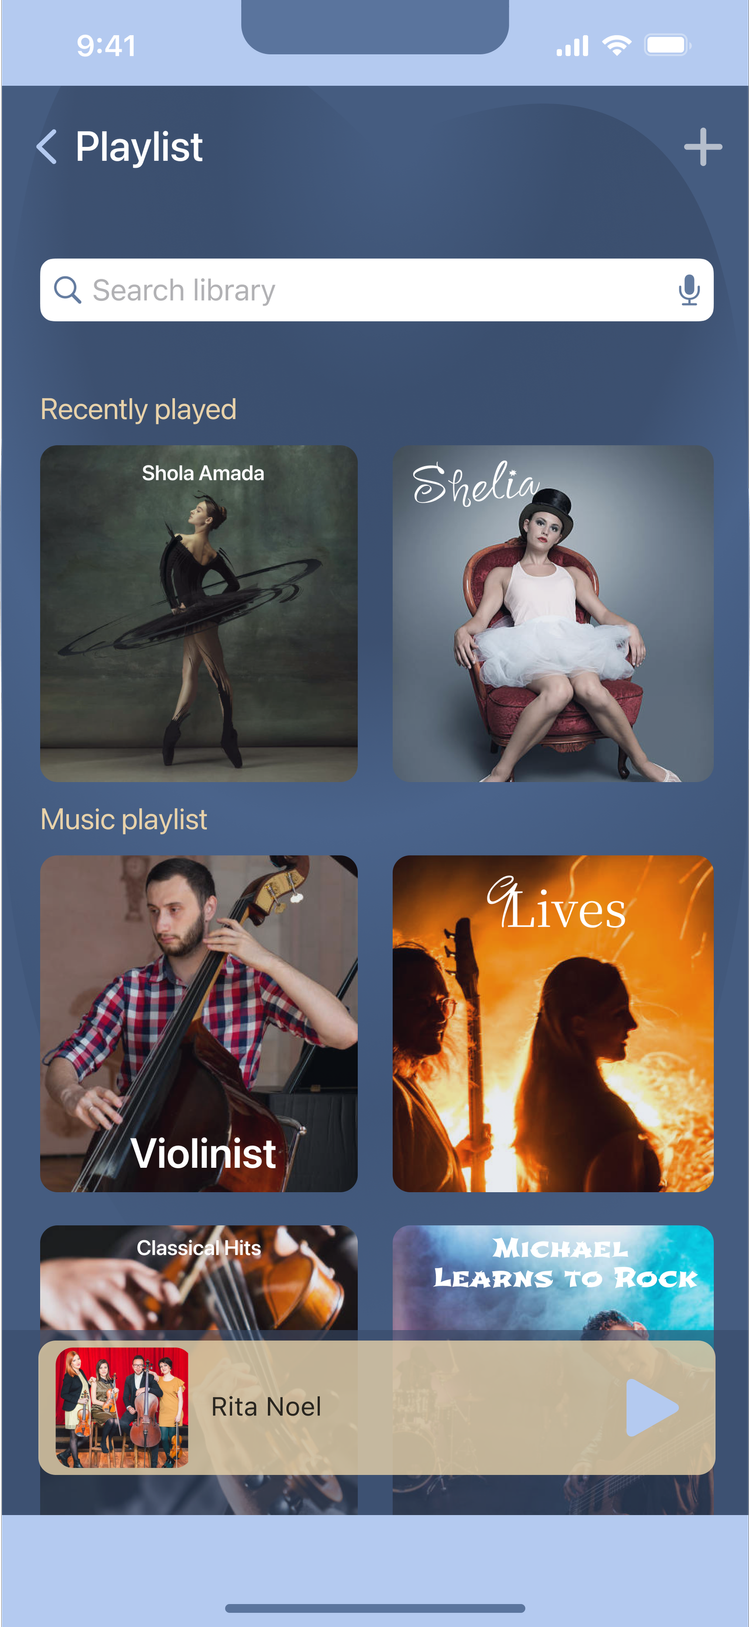 9:41
Playlist
Search library
Recently played
Shola Amada
Shelia
Music playlist
Violinist
9Lives
Classical Hits
Michael
Learns to Rock
Rita Noel